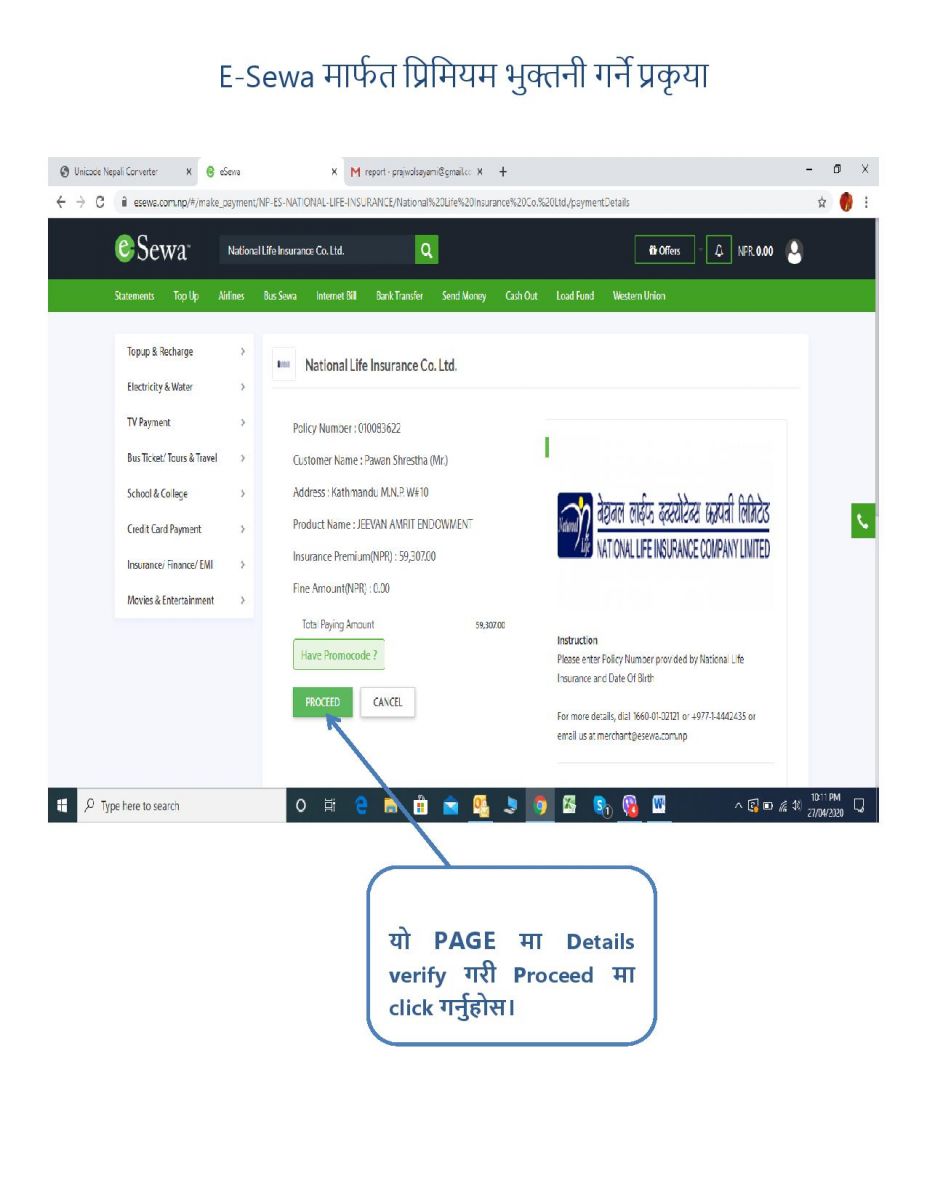 E-Sewa मार्फत प्रिमियम भुक्तनी गर्ने प्रकृया
Unicode Nepali Converter
eSewa
report - prajwolsayami@gmail.cc
esewa.com.np/#/make_payment/NP-ES-NATIONAL-LIFE-INSURANCE/National%20Life%20Insurance%20Co.%20Ltd./paymentDetails
eSewa
National Life Insurance Co. Ltd.
Offers
NPR. 0.00
Statements Top Up Airlines Bus Sewa Internet Bill Bank Transfer Send Money Cash Out Load Fund Western Union
Topup & Recharge
Electricity & Water
TV Payment
Bus Ticket/ Tours & Travel
School & College
Credit Card Payment
Insurance/ Finance/ EMI
Movies & Entertainment
National Life Insurance Co. Ltd.
Policy Number : 010083622
Customer Name : Pawan Shrestha (Mr.)
Address : Kathmandu M.N.P. W#10
Product Name : JEEVAN AMRIT ENDOWMENT
Insurance Premium(NPR) : 59,307.00
Fine Amount(NPR) : 0.00
Total Paying Amount 59,307.00
Have Promocode ?
PROCEED CANCEL
National Life
नेशनल लाईफ इन्स्योरेन्स कम्पनी लिमिटेड
NATIONAL LIFE INSURANCE COMPANY LIMITED
Instruction
Please enter Policy Number provided by National Life
Insurance and Date Of Birth
For more details, dial 1660-01-02121 or +977-1-4442435 or
email us at merchant@esewa.com.np
Type here to search
10:11 PM
27/04/2020
यो PAGE मा Details
verify गरी Proceed मा
click गर्नुहोस।